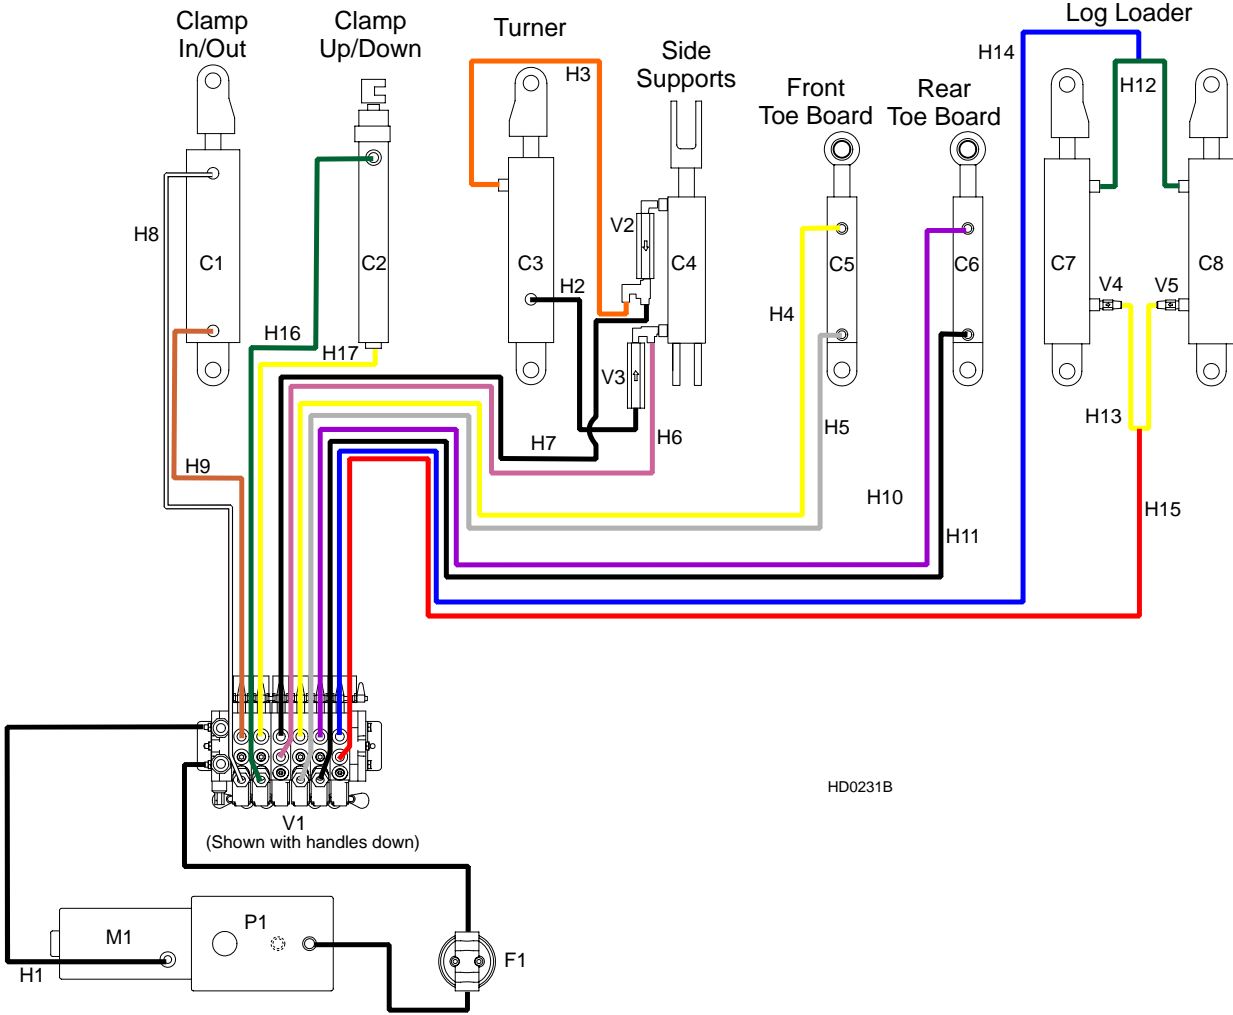 Clamp
In/Out
Clamp
Up/Down
Turner
Side
Supports
Front
Toe Board
Rear
Toe Board
Log Loader
H3
H14
H12
H8
V2
C1
C2
C3
C4
C5
C6
C7
C8
H2
V4
V5
H4
H16
H17
V3
H10
H5
H13
H7
H6
H9
H11
H15
V1
(Shown with handles down)
HD0231B
M1
P1
F1
H1